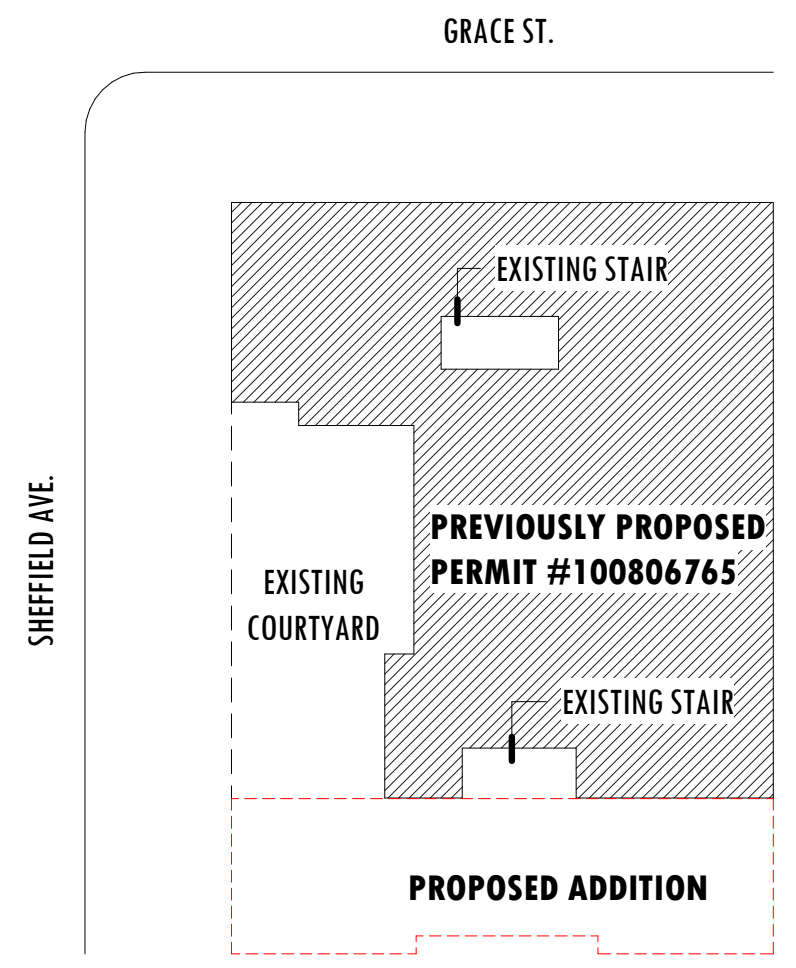 GRACE ST.
EXISTING STAIR
PREVIOUSLY PROPOSED
PERMIT #100806765
SHEFFIELD AVE.
EXISTING
COURTYARD
EXISTING STAIR
PROPOSED ADDITION